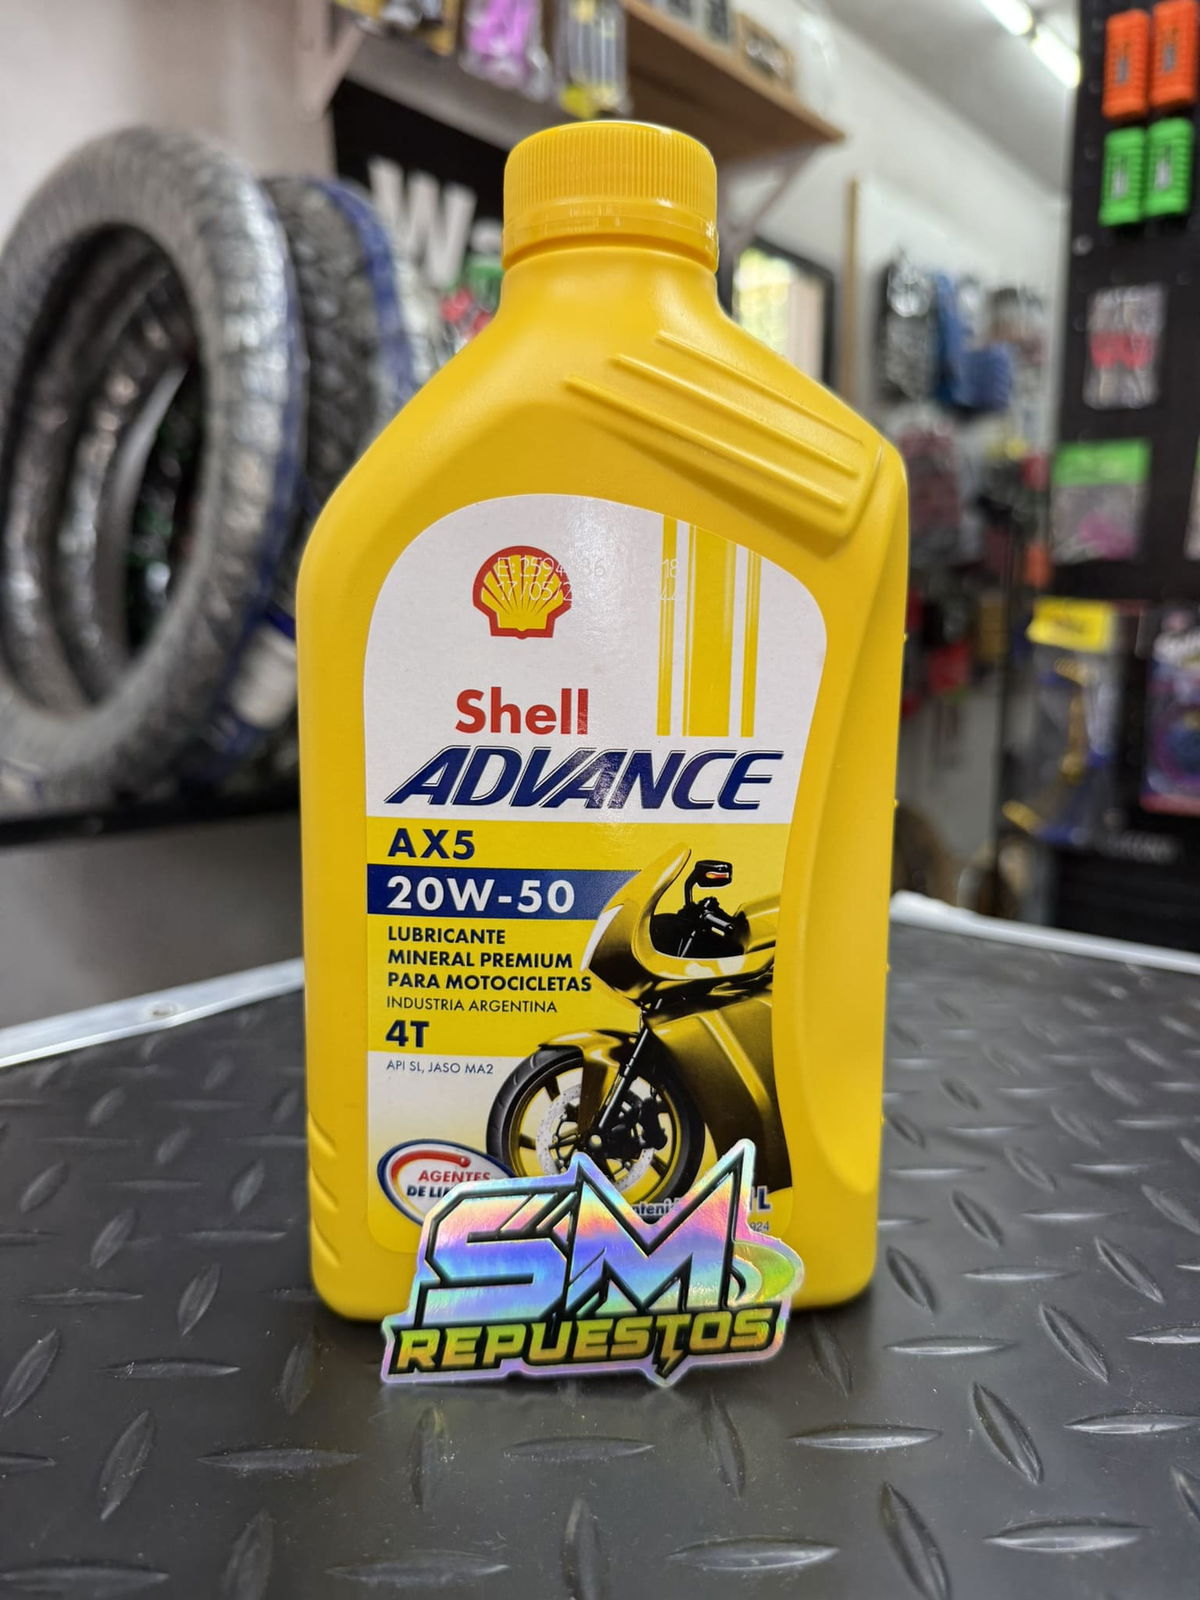 Shell
ADVANCE
AX5
20W-50
LUBRICANTE
MINERAL PREMIUM
PARA MOTOCICLETAS
INDUSTRIA ARGENTINA
4T
API SL, JASO MA2
AGENTES
SM
REPUESTOS